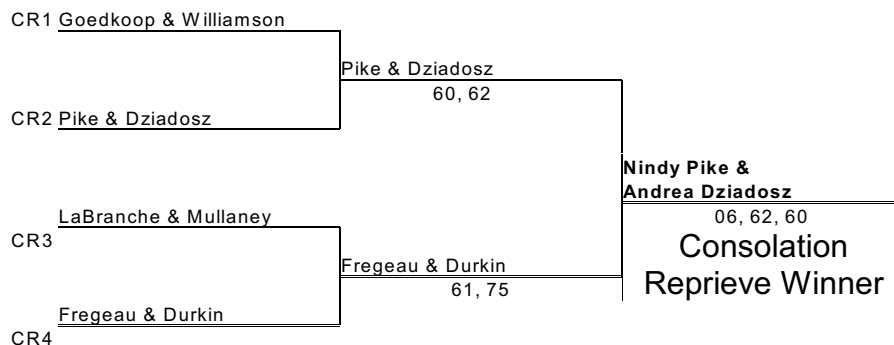 CR1 Goedkoop & Williamson
Pike & Dziadosz
60, 62
CR2 Pike & Dziadosz
Nindy Pike &
Andrea Dziadosz
06, 62, 60
Consolation
Reprieve Winner
LaBranche & Mullaney
CR3
Fregeau & Durkin
61, 75
Fregeau & Durkin
CR4